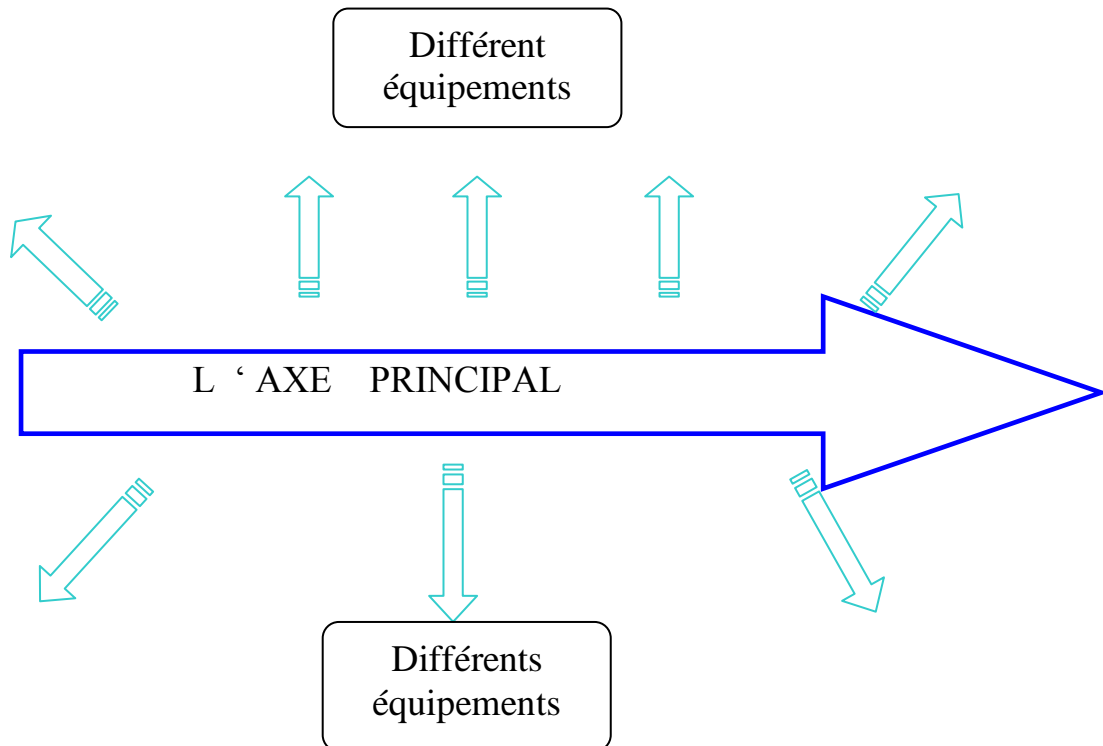 Différent
équipements
L ‘ AXE PRINCIPAL
Différents
équipements